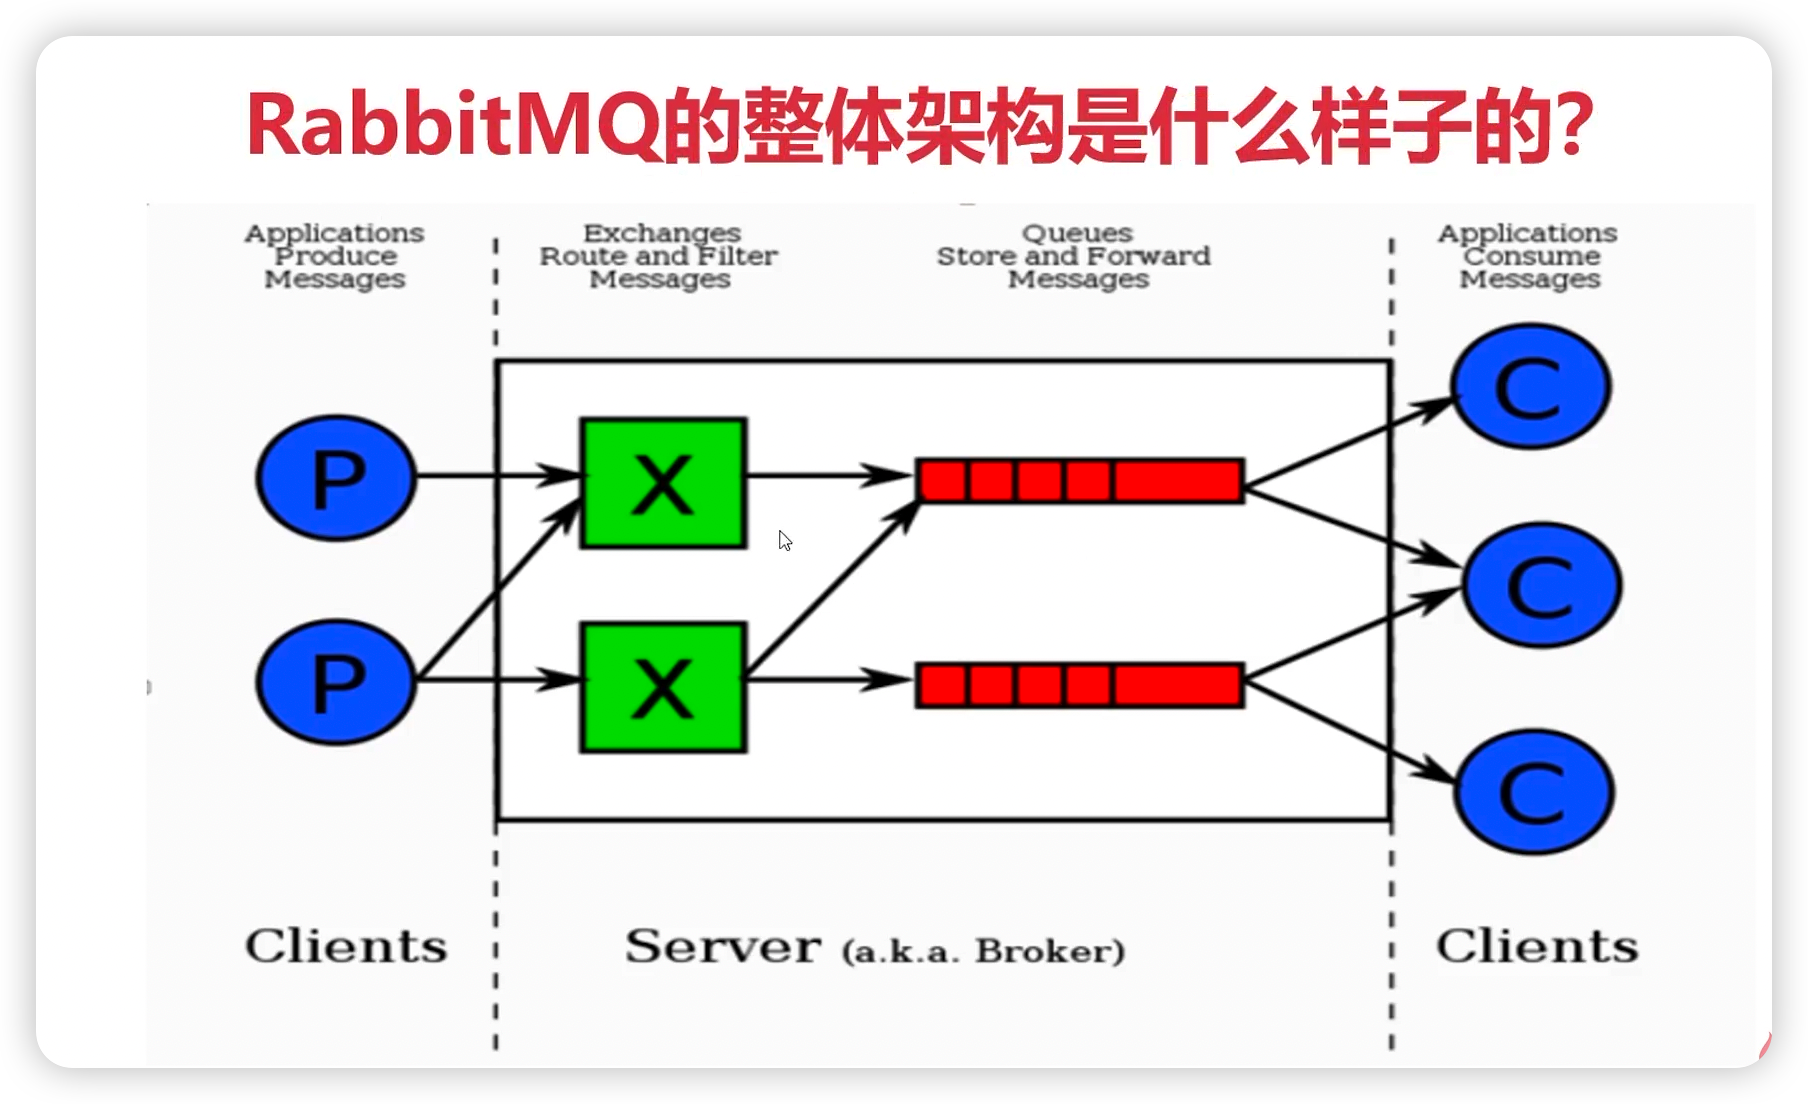 RabbitMQ的整体架构是什么样子的?
Applications
Produce
Messages
Exchanges
Route and Filter
Messages
Queues
Store and Forward
Messages
Applications
Consume
Messages
P
X
C
C
P
X
C
Clients
Server (a.k.a. Broker)
Clients